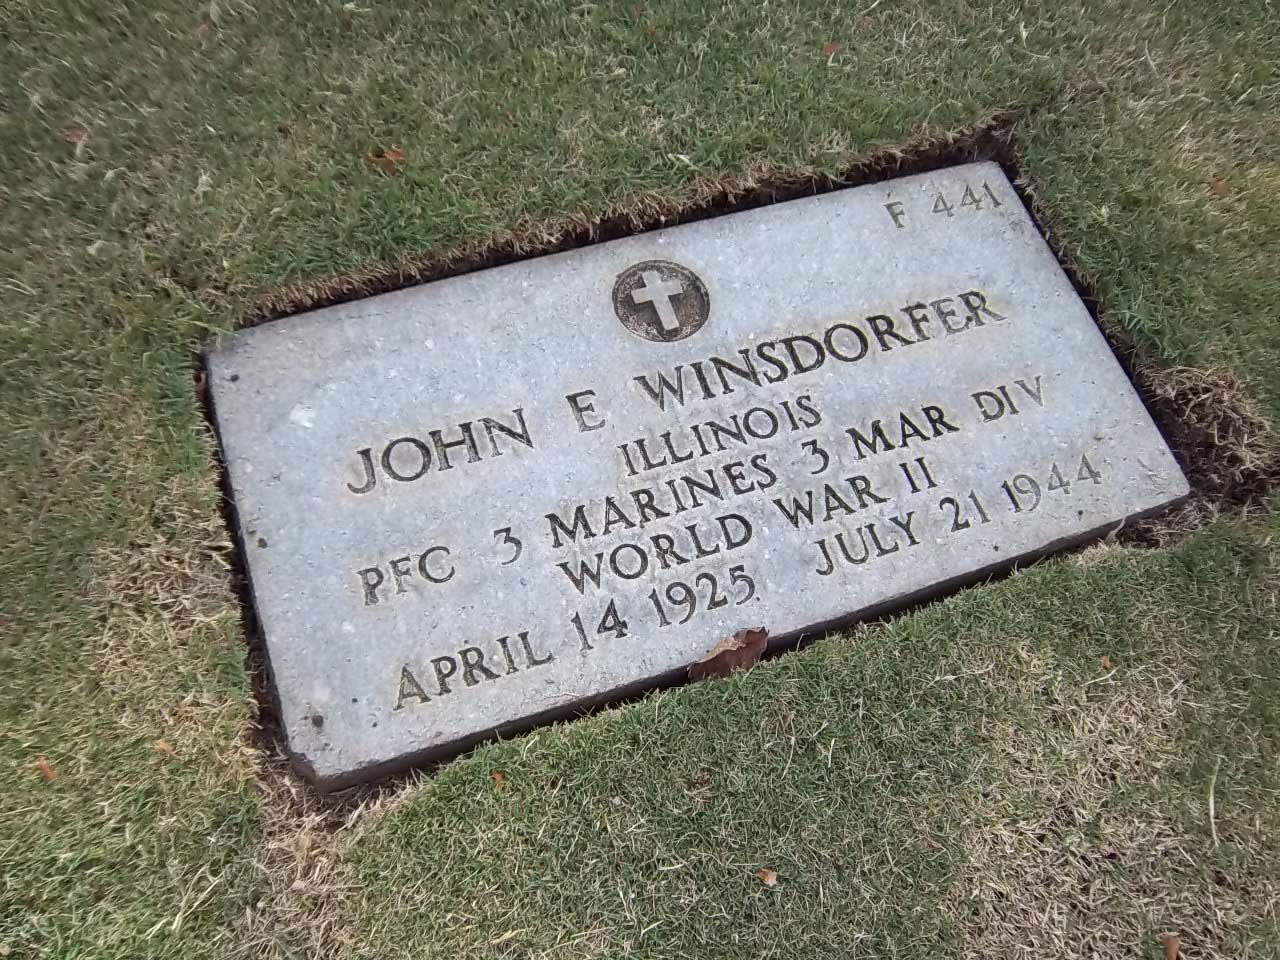 F 441
JOHN E WINSDORFER
ILLINOIS
PFC 3 MARINES 3 MAR DIV
WORLD WAR II
APRIL 14 1925 JULY 21 1944